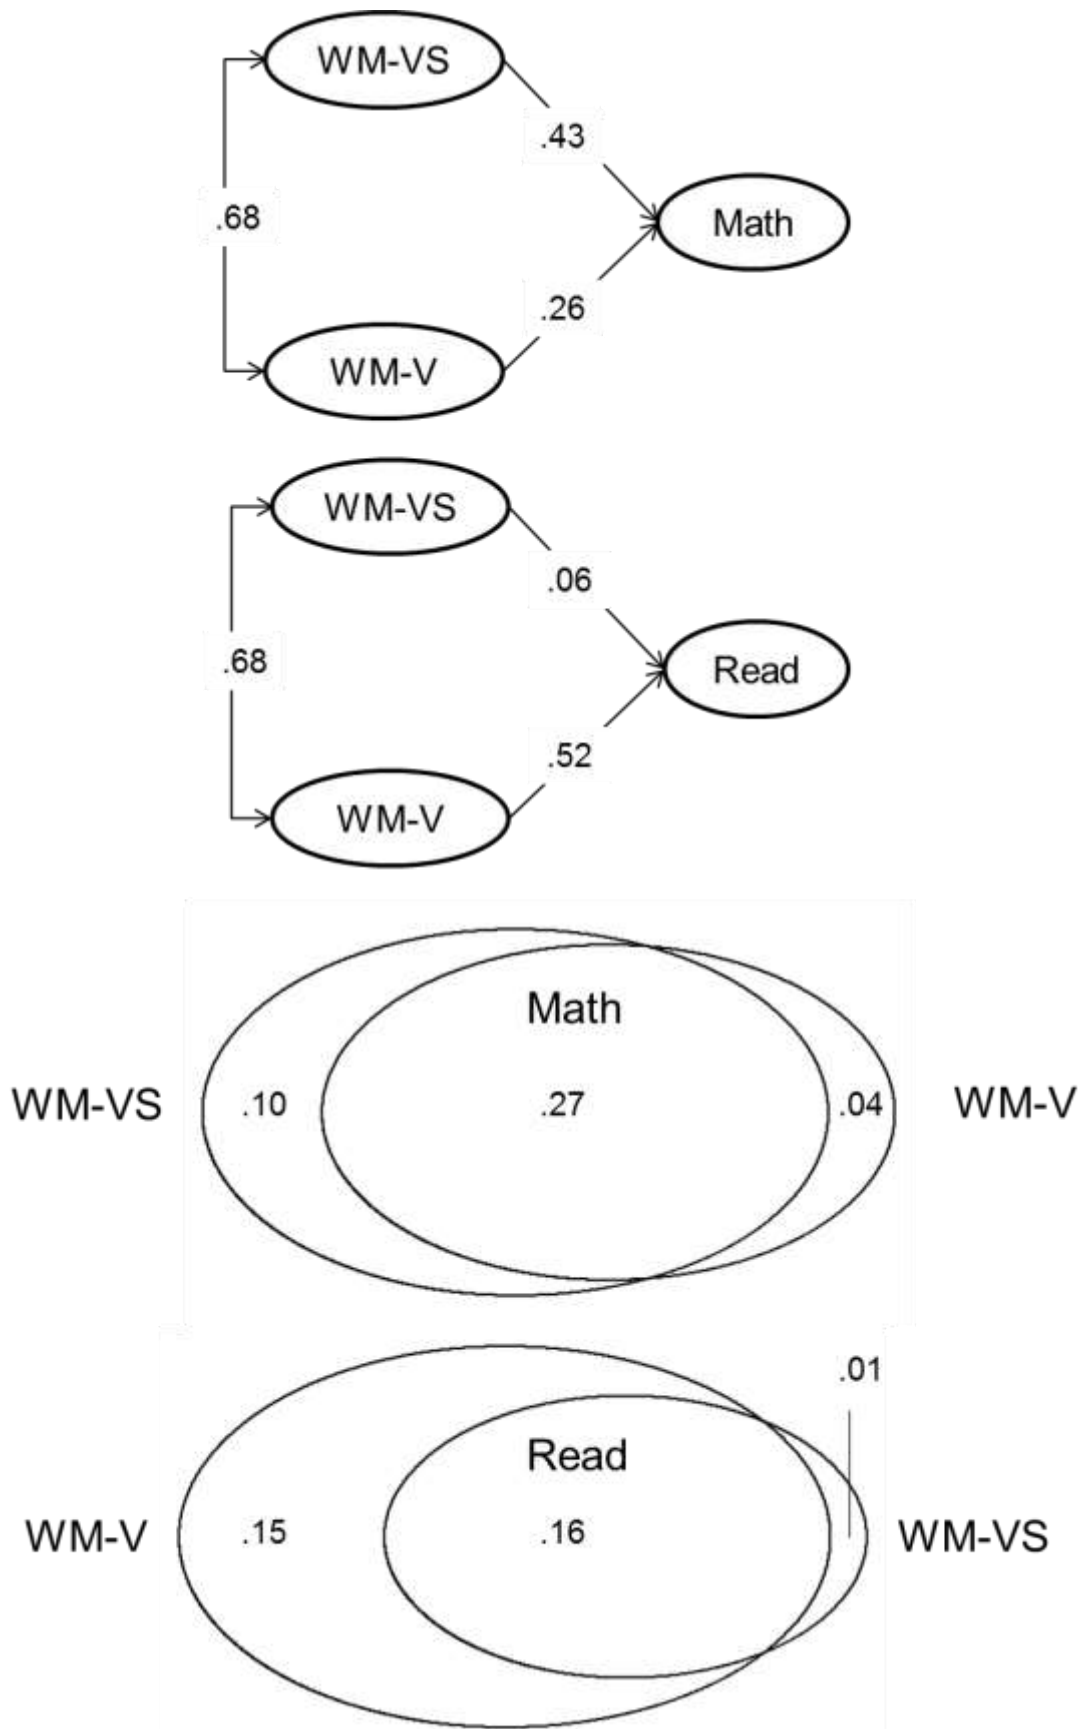 WM-VS
.43
.68
Math
.26
WM-V
WM-VS
.06
.68
Read
.52
WM-V
Math
WM-VS .10 .27 .04 WM-V
.01
Read
WM-V .15 .16 WM-VS